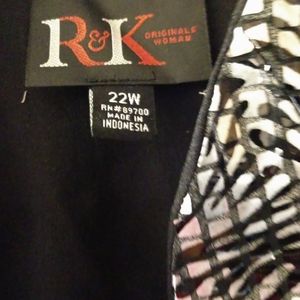 R&K ORIGINALS
WOMAN
22W
RN# 89700
MADE IN
INDONESIA